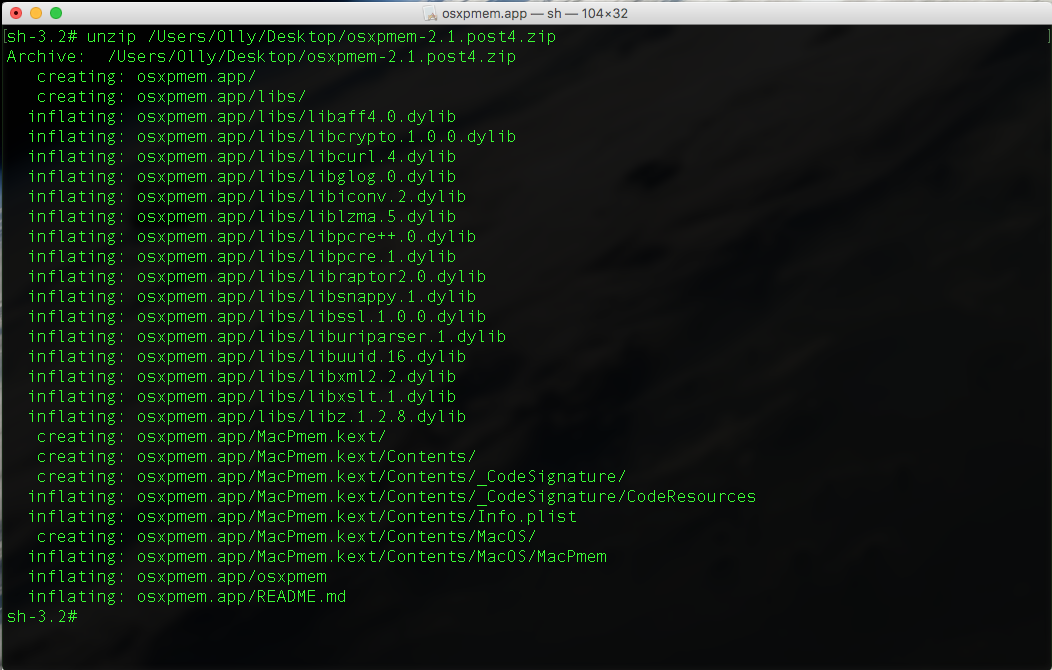 osxpmem.app — sh — 104×32
[sh-3.2# unzip /Users/Olly/Desktop/osxpmem-2.1.post4.zip ]
Archive:  /Users/Olly/Desktop/osxpmem-2.1.post4.zip
   creating: osxpmem.app/
   creating: osxpmem.app/libs/
  inflating: osxpmem.app/libs/libaff4.0.dylib
  inflating: osxpmem.app/libs/libcrypto.1.0.0.dylib
  inflating: osxpmem.app/libs/libcurl.4.dylib
  inflating: osxpmem.app/libs/libglog.0.dylib
  inflating: osxpmem.app/libs/libiconv.2.dylib
  inflating: osxpmem.app/libs/liblzma.5.dylib
  inflating: osxpmem.app/libs/libpcre++.0.dylib
  inflating: osxpmem.app/libs/libpcre.1.dylib
  inflating: osxpmem.app/libs/libraptor2.0.dylib
  inflating: osxpmem.app/libs/libsnappy.1.dylib
  inflating: osxpmem.app/libs/libssl.1.0.0.dylib
  inflating: osxpmem.app/libs/liburiparser.1.dylib
  inflating: osxpmem.app/libs/libuuid.16.dylib
  inflating: osxpmem.app/libs/libxml2.2.dylib
  inflating: osxpmem.app/libs/libxslt.1.dylib
  inflating: osxpmem.app/libs/libz.1.2.8.dylib
   creating: osxpmem.app/MacPmem.kext/
   creating: osxpmem.app/MacPmem.kext/Contents/
   creating: osxpmem.app/MacPmem.kext/Contents/_CodeSignature/
  inflating: osxpmem.app/MacPmem.kext/Contents/_CodeSignature/CodeResources
  inflating: osxpmem.app/MacPmem.kext/Contents/Info.plist
   creating: osxpmem.app/MacPmem.kext/Contents/MacOS/
  inflating: osxpmem.app/MacPmem.kext/Contents/MacOS/MacPmem
  inflating: osxpmem.app/osxpmem
  inflating: osxpmem.app/README.md
sh-3.2#